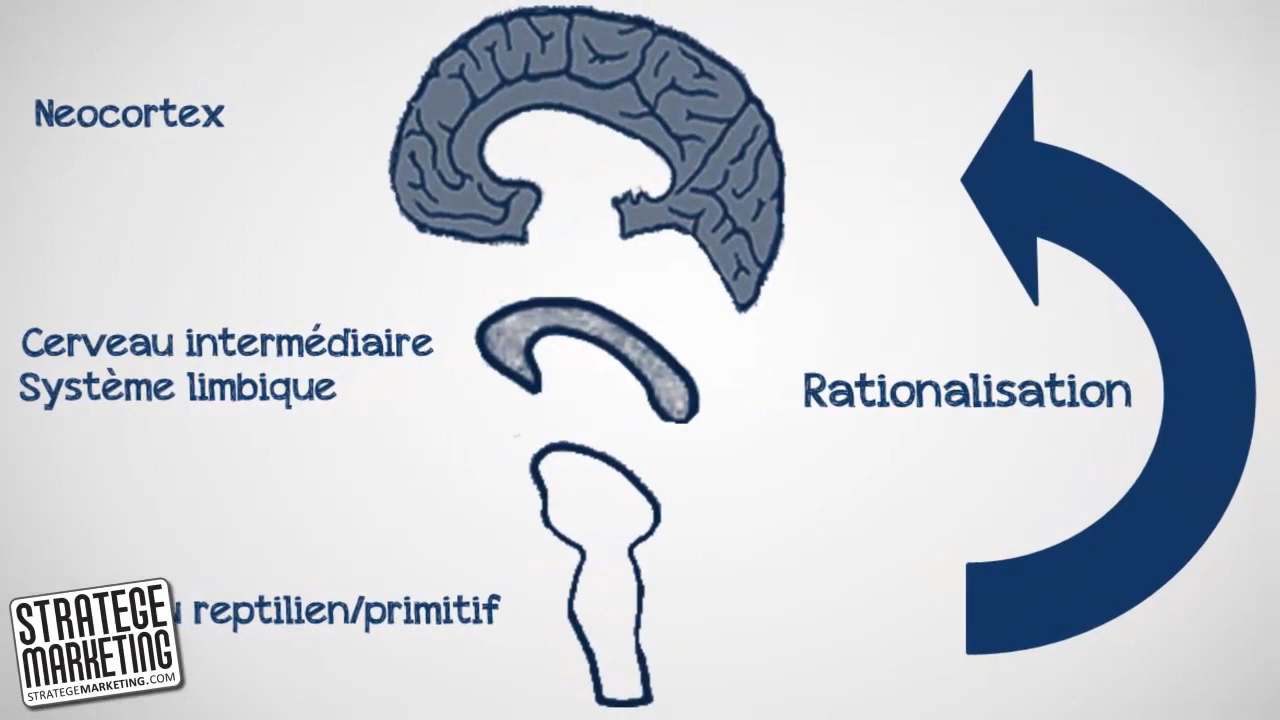 Neocortex
Cerveau intermédiaire
Système limbique
Rationalisation
reptilien/primitif
STRATEGE
MARKETING
STRATEGEMARKETING.COM